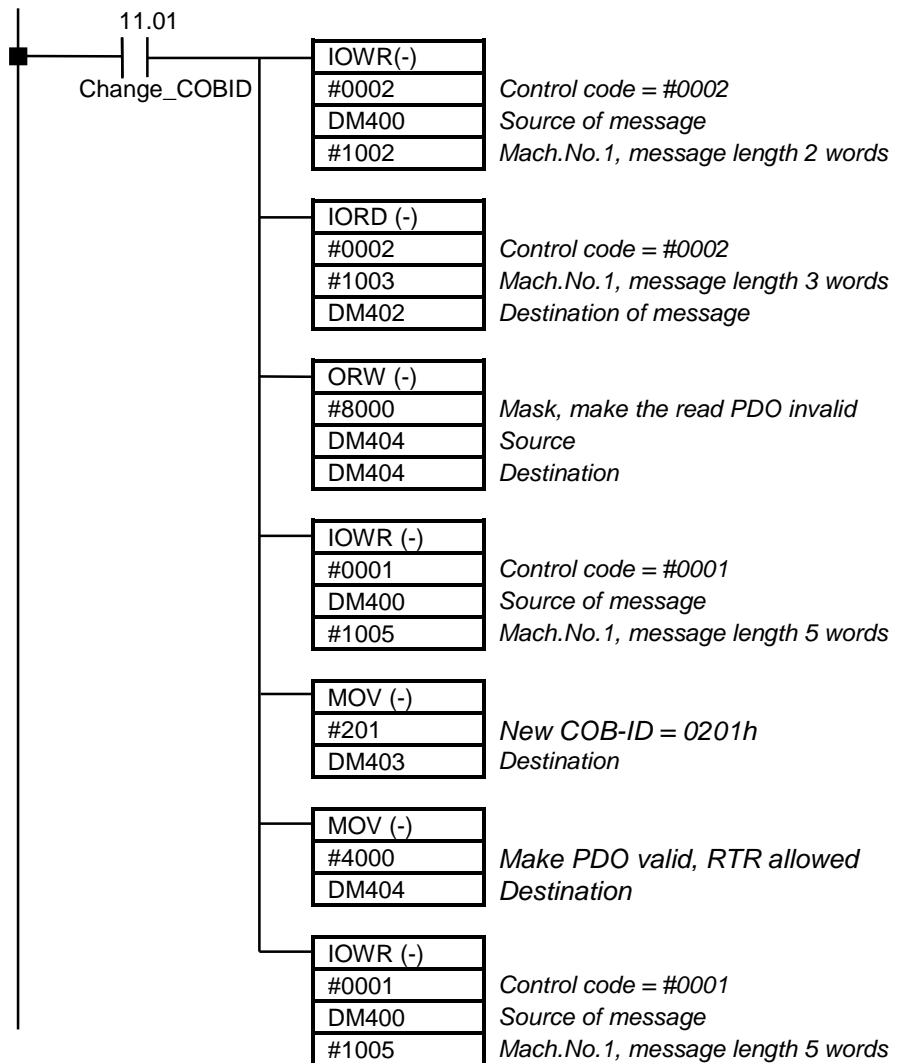 11.01
Change_COBID
IOWR(-)
#0002 Control code = #0002
DM400 Source of message
#1002 Mach.No.1, message length 2 words
IORD (-)
#0002 Control code = #0002
#1003 Mach.No.1, message length 3 words
DM402 Destination of message
ORW (-)
#8000 Mask, make the read PDO invalid
DM404 Source
DM404 Destination
IOWR (-)
#0001 Control code = #0001
DM400 Source of message
#1005 Mach.No.1, message length 5 words
MOV (-)
#201 New COB-ID = 0201h
DM403 Destination
MOV (-)
#4000 Make PDO valid, RTR allowed
DM404 Destination
IOWR (-)
#0001 Control code = #0001
DM400 Source of message
#1005 Mach.No.1, message length 5 words